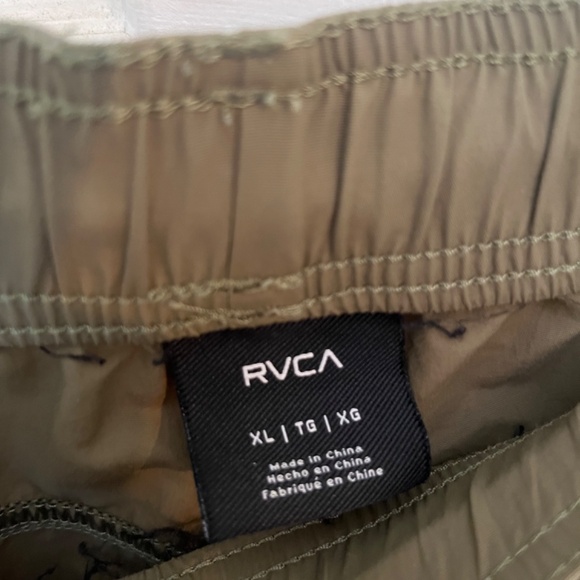 RVCA
XL | TG | XG
Made in China
Hecho en China
Fabriqué en Chine